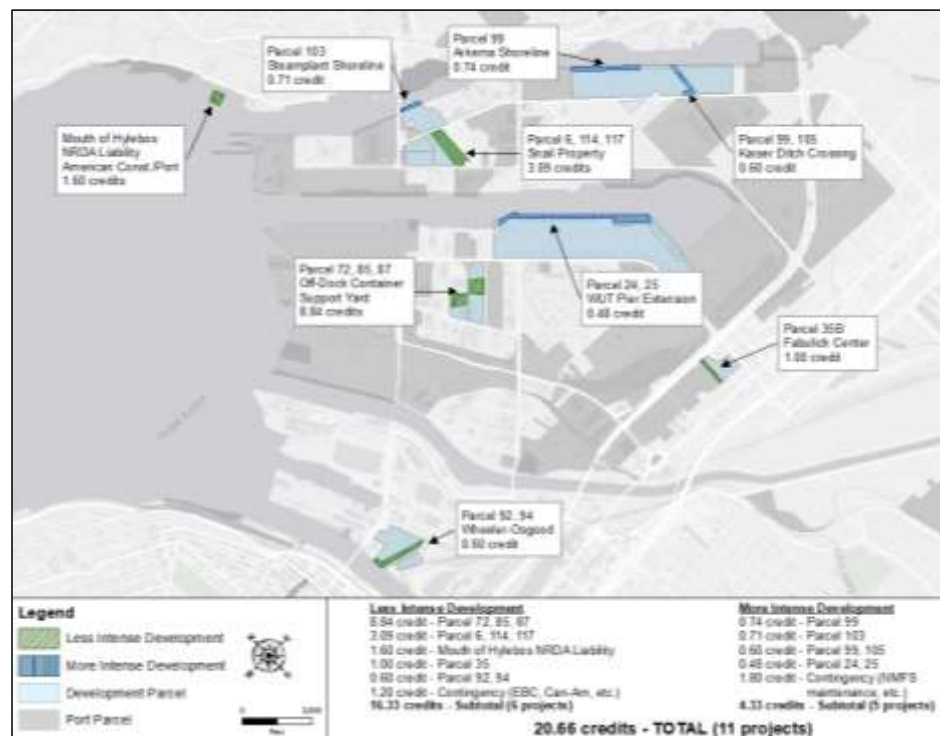 Parcel 103
Steamplant Shoreline
0.71 credit
Parcel 99
Arkema Shoreline
0.74 credit
Mouth of Hylebos
NRDA Liability
American Const./Port
1.60 credits
Parcel 6, 114, 117
Snail Property
3.09 credits
Parcel 99, 105
Kaiser Ditch Crossing
0.60 credit
Parcel 72, 85, 87
Off-Dock Container
Support Yard
8.84 credits
Parcel 24, 25
WUT Pier Extension
0.48 credit
Parcel 35B
Fabulich Center
1.00 credit
Parcel 92, 94
Wheeler-Osgood
0.60 credit
Legend
Less Intense Development
More Intense Development
Development Parcel
Port Parcel
0
Feet
Less Intense Development
8.84 credit - Parcel 72, 85, 87
3.09 credit - Parcel 6, 114, 117
1.60 credit - Mouth of Hylebos NRDA Liability
1.00 credit - Parcel 35
0.60 credit - Parcel 92, 94
1.20 credit - Contingency (EBC, Can-Am, etc.)
16.33 credits - Subtotal (6 projects)
More Intense Development
0.74 credit - Parcel 99
0.71 credit - Parcel 103
0.60 credit - Parcel 99, 105
0.48 credit - Parcel 24, 25
1.80 credit - Contingency (NMFS
maintenance, etc.)
4.33 credits - Subtotal (5 projects)
20.66 credits - TOTAL (11 projects)